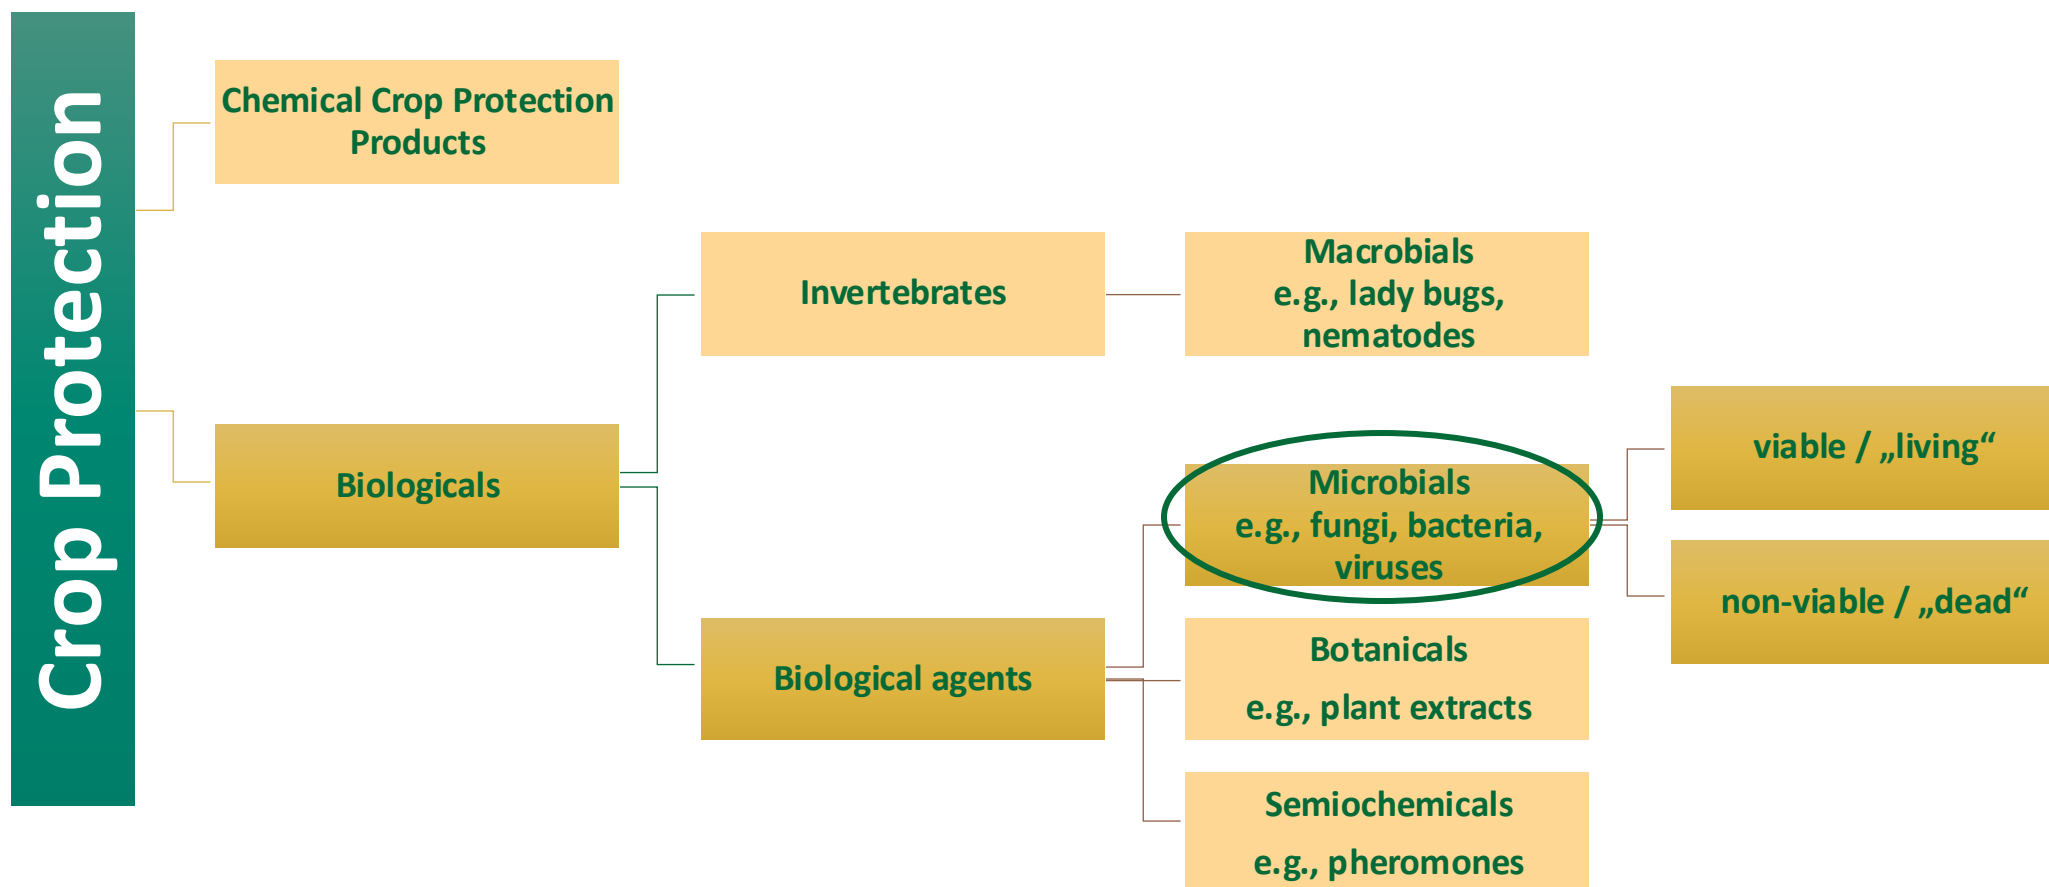 Crop Protection
Chemical Crop Protection
Products
Biologicals
Invertebrates
Biological agents
Macrobials
e.g., lady bugs,
nematodes
Microbials
e.g., fungi, bacteria,
viruses
Botanicals
e.g., plant extracts
Semiochemicals
e.g., pheromones
viable / „living“
non-viable / „dead“